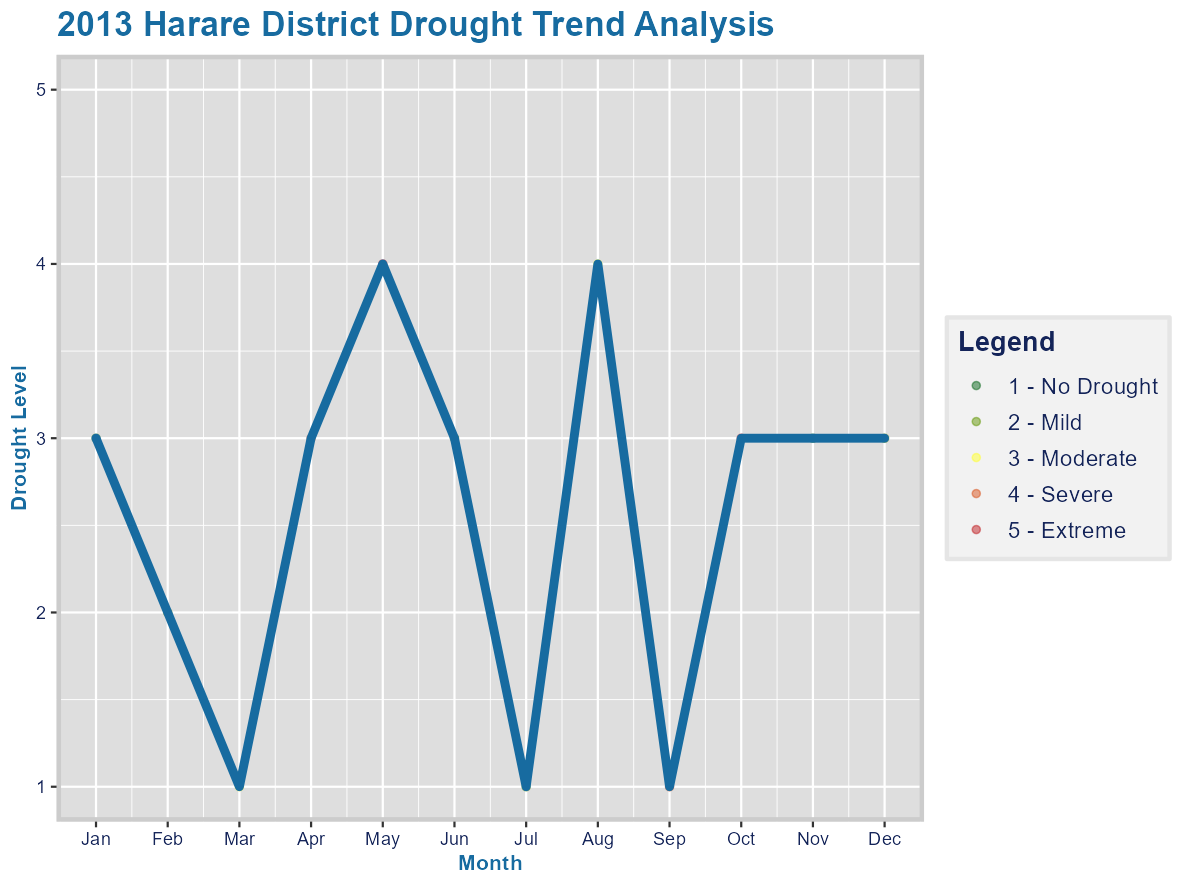 2013 Harare District Drought Trend Analysis
5
4
3
2
1
Drought Level
Jan Feb Mar Apr May Jun Jul Aug Sep Oct Nov Dec
Month
Legend
1 - No Drought
2 - Mild
3 - Moderate
4 - Severe
5 - Extreme